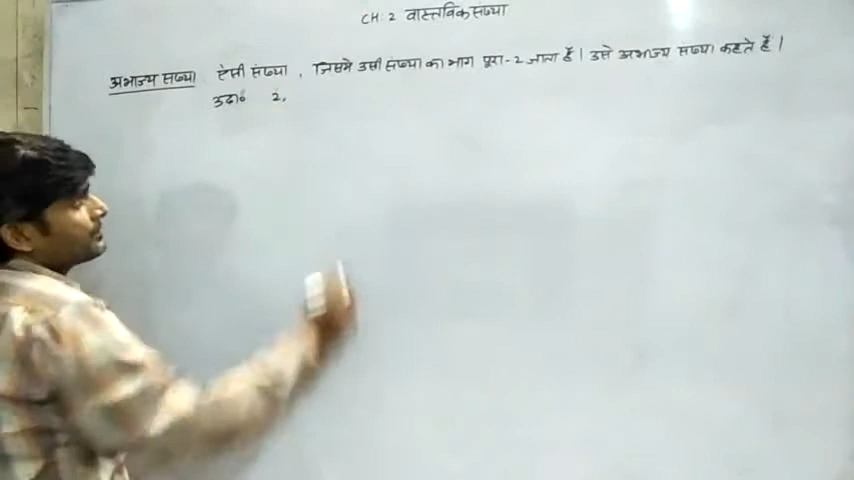 CH: 2 वास्तविक संख्या
अभाज्य संख्या ऐसी संख्या , जिसमे उसी संख्या का भाग पूरा-2 जाता हैं। उसे अभाज्य संख्या कहते हैं ।
उदा० 2,